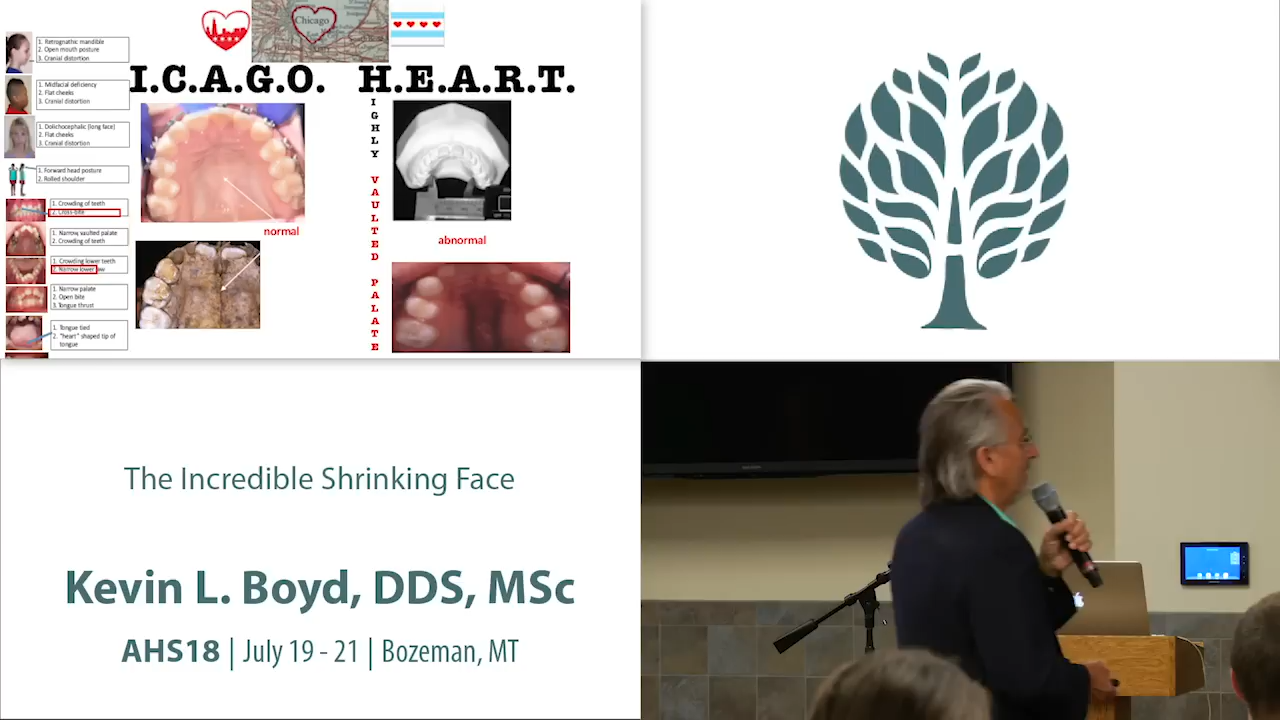 Chicago
I.C.A.G.O. H.E.A.R.T.
1. Retrognathic mandible
2. Open mouth posture
3. Cranial distortion
1. Midfacial deficiency
2. Flat cheeks
3. Cranial distortion
1. Dolichocephalic (long face)
2. Flat cheeks
3. Cranial distortion
1. Forward head posture
2. Rolled shoulder
1. Crowding of teeth
2. Cross-bite
1. Narrow, vaulted palate
2. Crowding of teeth
1. Crowding lower teeth
2. Narrow lower jaw
1. Narrow palate
2. Open bite
3. Tongue thrust
1. Tongue tied
2. "heart" shaped tip of
tongue
normal
I
G
H
L
Y
V
A
U
L
T
E
D
P
A
L
A
T
E
abnormal
The Incredible Shrinking Face
Kevin L. Boyd, DDS, MSc
AHS18 | July 19 - 21 | Bozeman, MT